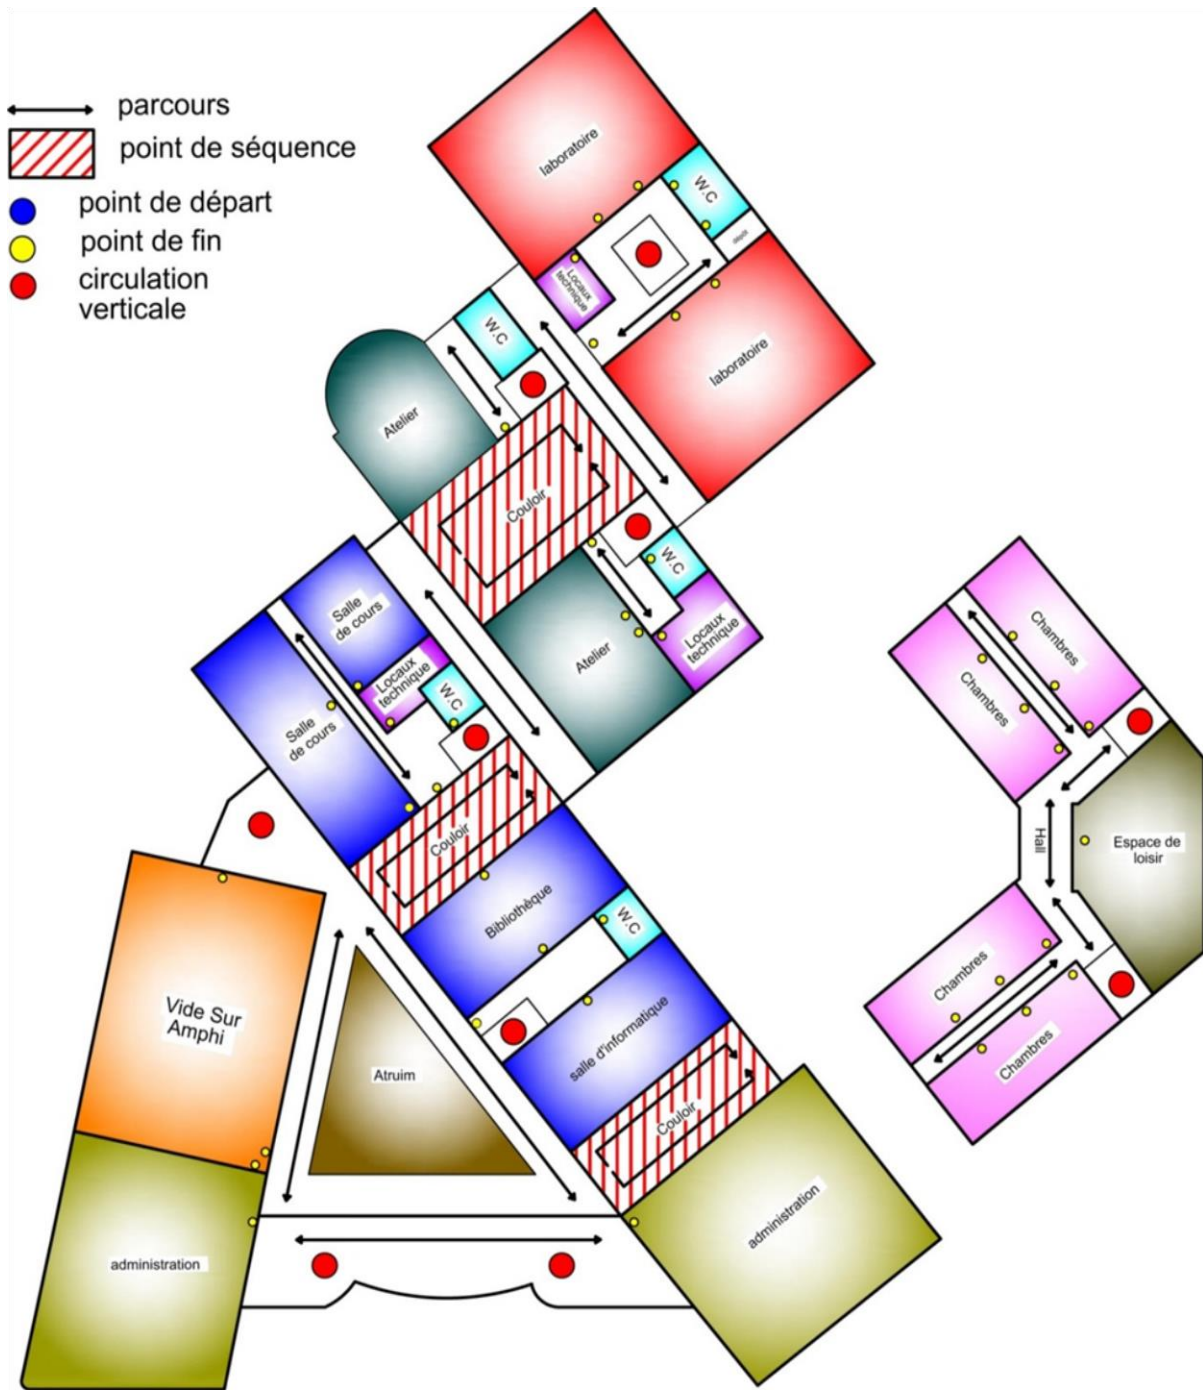 parcours
point de séquence
point de départ
point de fin
circulation
verticale
laboratoire
W.C
dépôt
Locaux
technique
laboratoire
W.C
Atelier
Couloir
W.C
Locaux
technique
Atelier
Salle
de cours
Locaux
technique
W.C
Salle
de cours
Couloir
Bibliothèque
W.C
salle d'informatique
Couloir
Vide Sur
Amphi
Atruim
administration
administration
Chambres
Chambres
Hall
Espace de
loisir
Chambres
Chambres